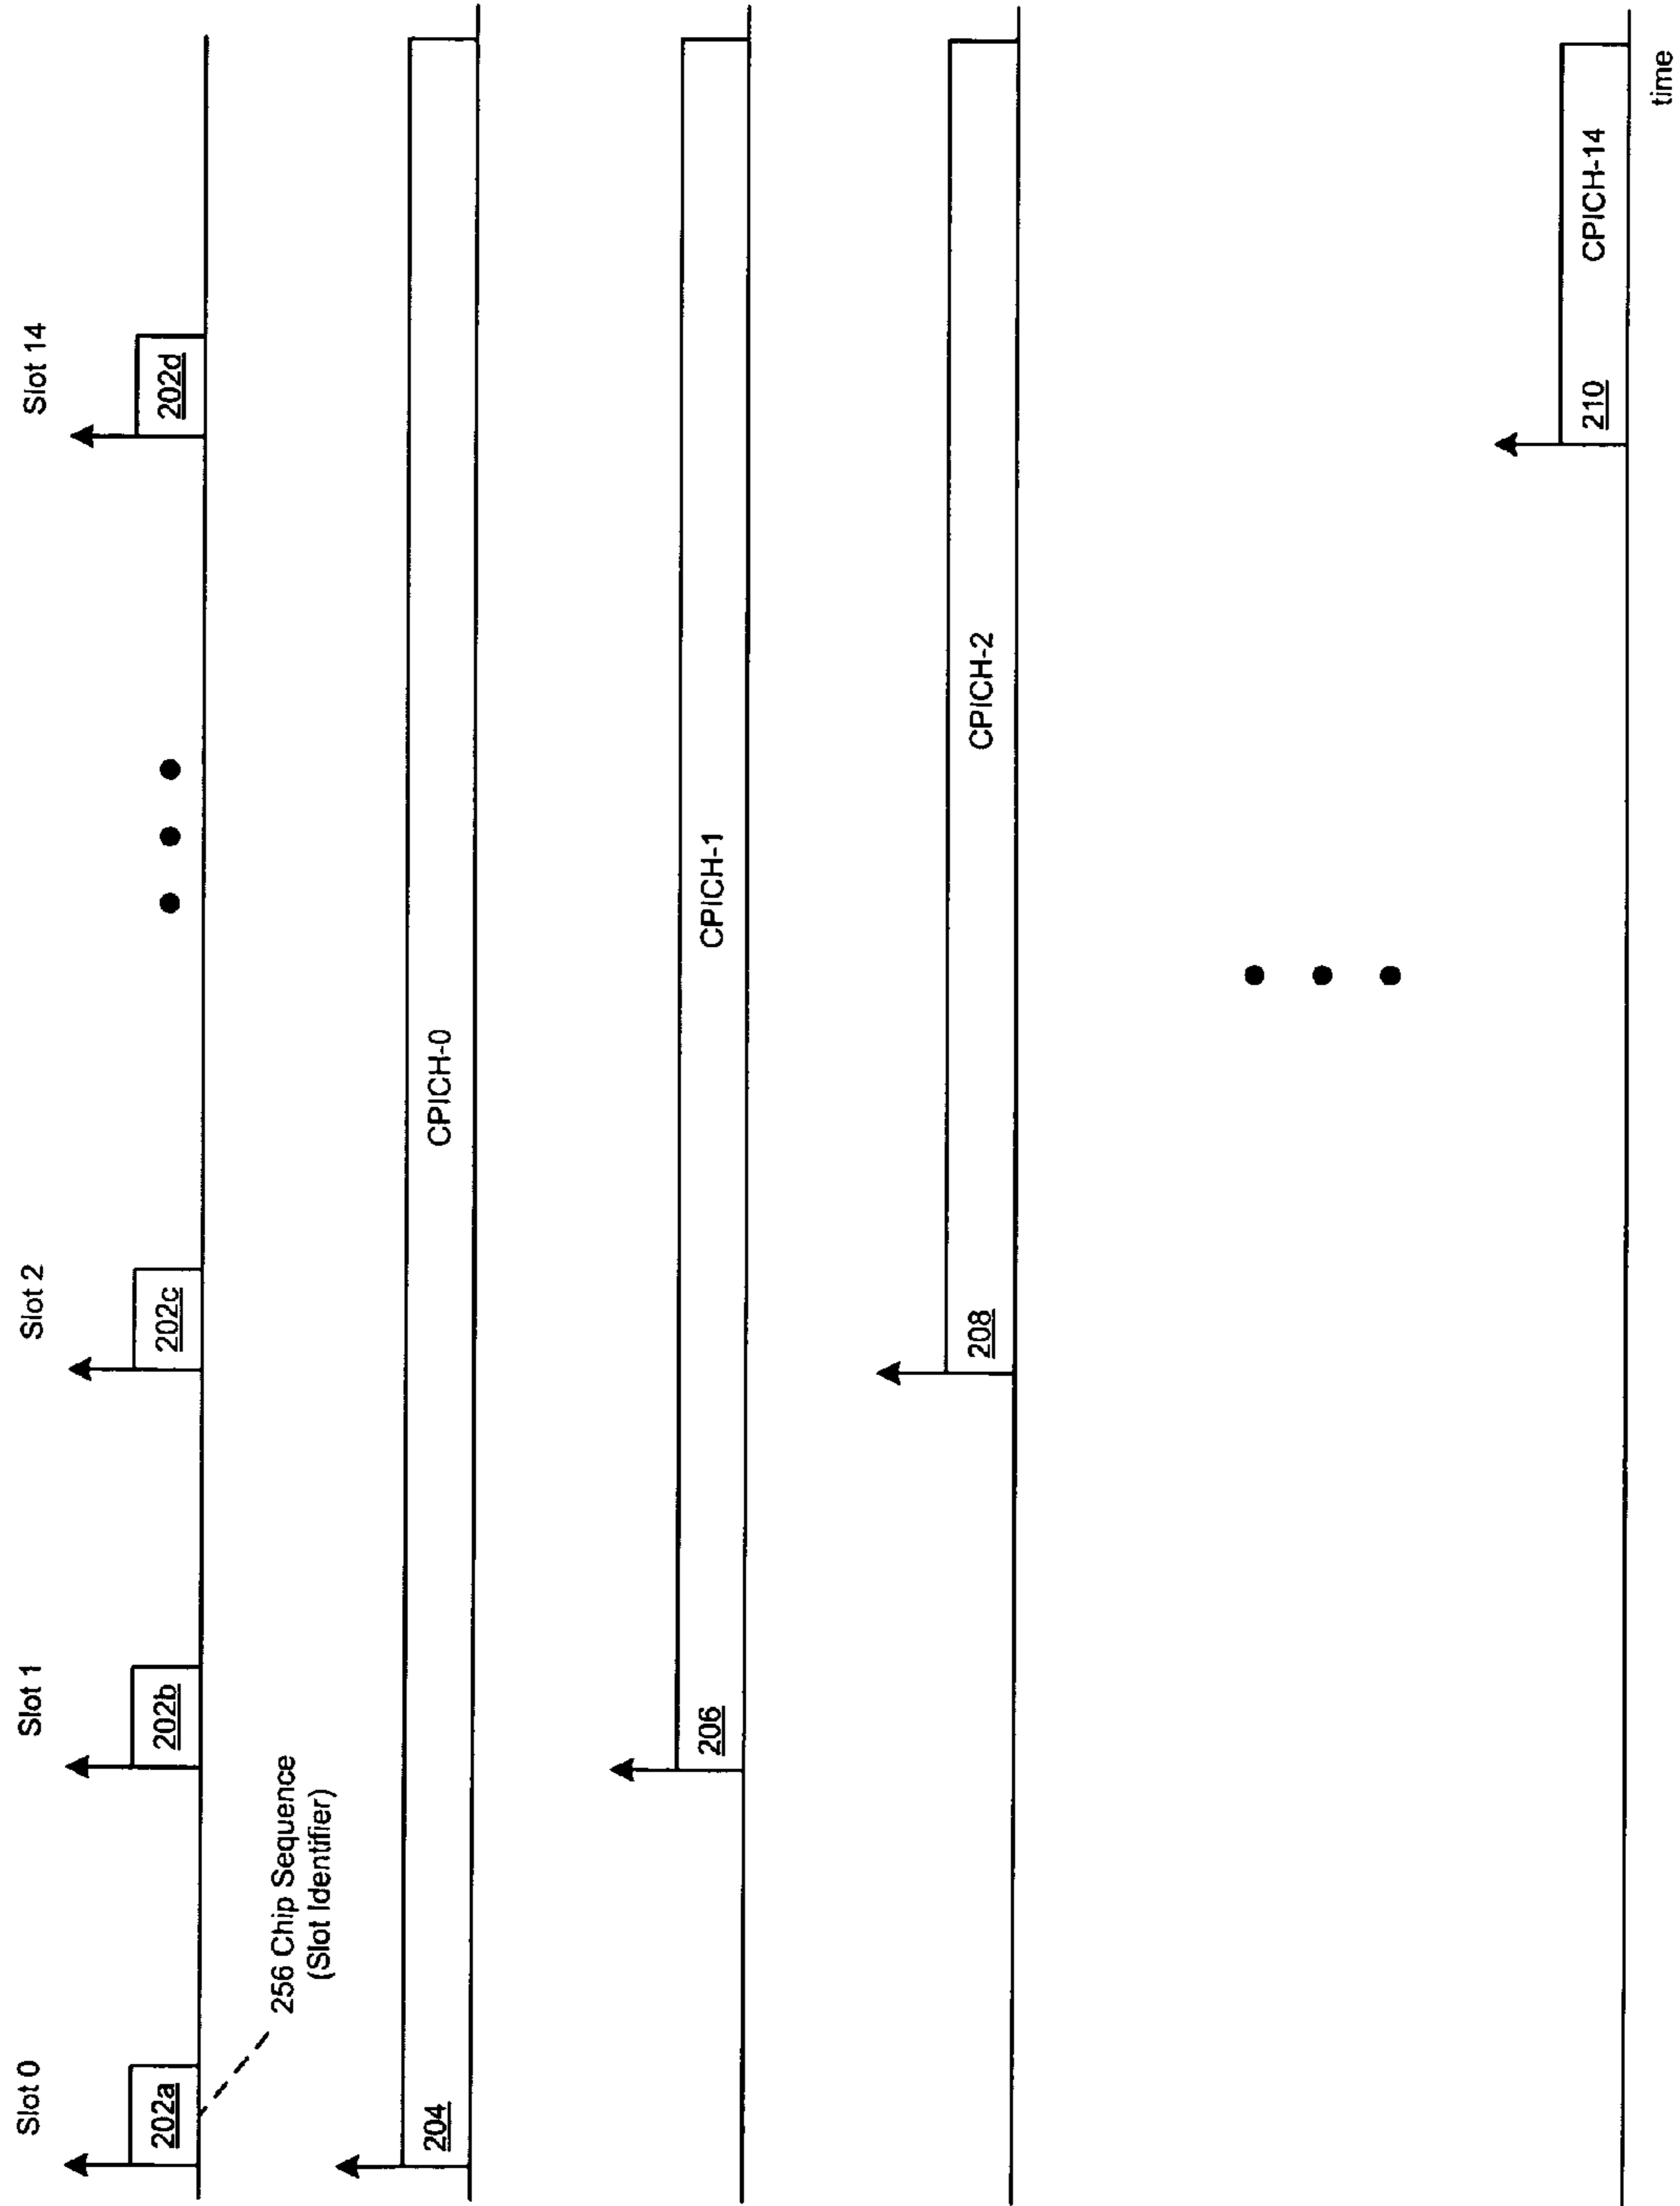 Slot 0
Slot 1
Slot 2
Slot 14
202a
202b
202c
202d
256 Chip Sequence
(Slot Identifier)
204
CPICH-0
206
CPICH-1
208
CPICH-2
210
CPICH-14
time